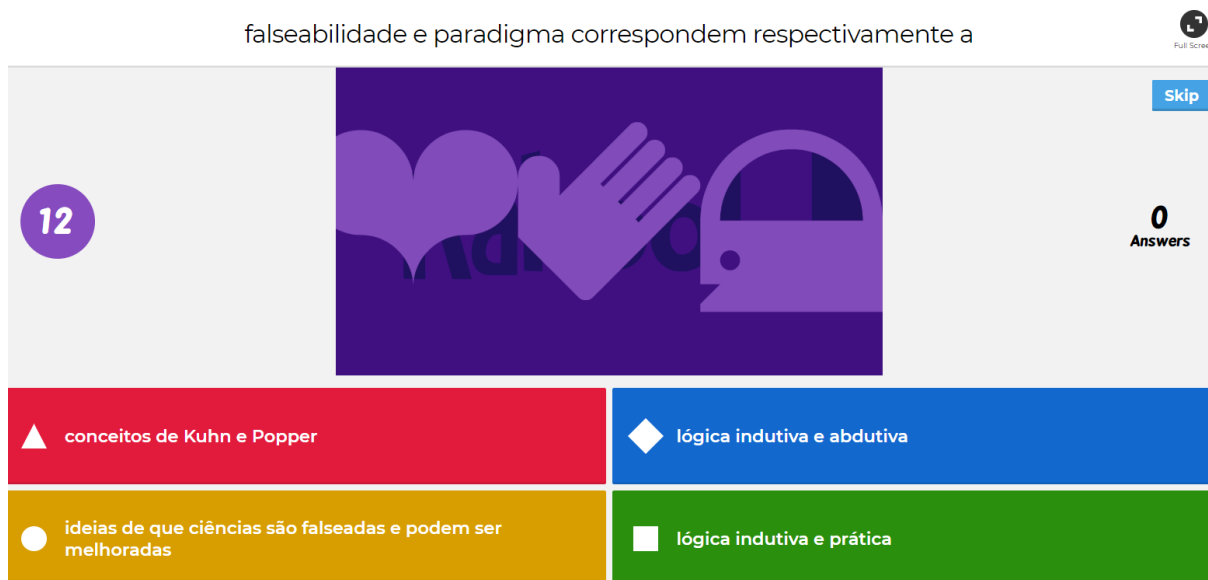 falseabilidade e paradigma correspondem respectivamente a
Full Scree
Skip
12
0
Answers
conceitos de Kuhn e Popper
lógica indutiva e abdutiva
ideias de que ciências são falseadas e podem ser
melhoradas
lógica indutiva e prática